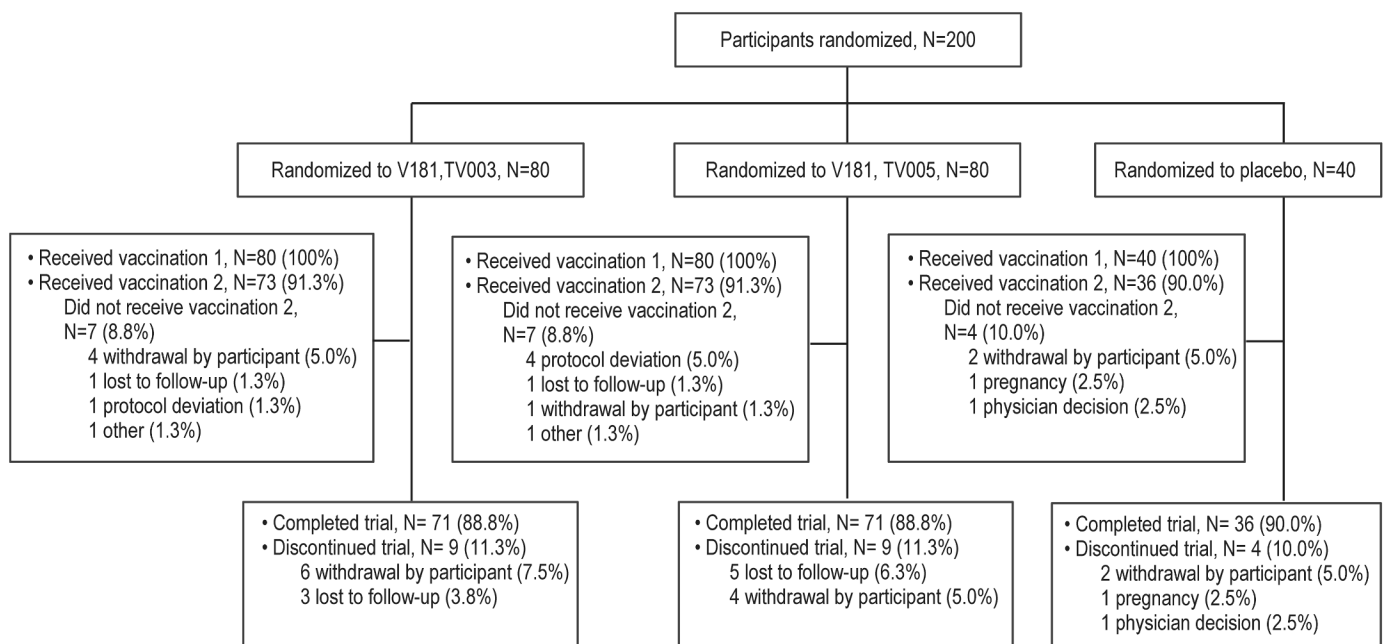 Participants randomized, N=200
Randomized to V181,TV003, N=80
Randomized to V181, TV005, N=80
Randomized to placebo, N=40
• Received vaccination 1, N=80 (100%)
• Received vaccination 2, N=73 (91.3%)
Did not receive vaccination 2,
N=7 (8.8%)
4 withdrawal by participant (5.0%)
1 lost to follow-up (1.3%)
1 protocol deviation (1.3%)
1 other (1.3%)
• Received vaccination 1, N=80 (100%)
• Received vaccination 2, N=73 (91.3%)
Did not receive vaccination 2,
N=7 (8.8%)
4 protocol deviation (5.0%)
1 lost to follow-up (1.3%)
1 withdrawal by participant (1.3%)
1 other (1.3%)
• Received vaccination 1, N=40 (100%)
• Received vaccination 2, N=36 (90.0%)
Did not receive vaccination 2,
N=4 (10.0%)
2 withdrawal by participant (5.0%)
1 pregnancy (2.5%)
1 physician decision (2.5%)
• Completed trial, N= 71 (88.8%)
• Discontinued trial, N= 9 (11.3%)
6 withdrawal by participant (7.5%)
3 lost to follow-up (3.8%)
• Completed trial, N= 71 (88.8%)
• Discontinued trial, N= 9 (11.3%)
5 lost to follow-up (6.3%)
4 withdrawal by participant (5.0%)
• Completed trial, N= 36 (90.0%)
• Discontinued trial, N= 4 (10.0%)
2 withdrawal by participant (5.0%)
1 pregnancy (2.5%)
1 physician decision (2.5%)